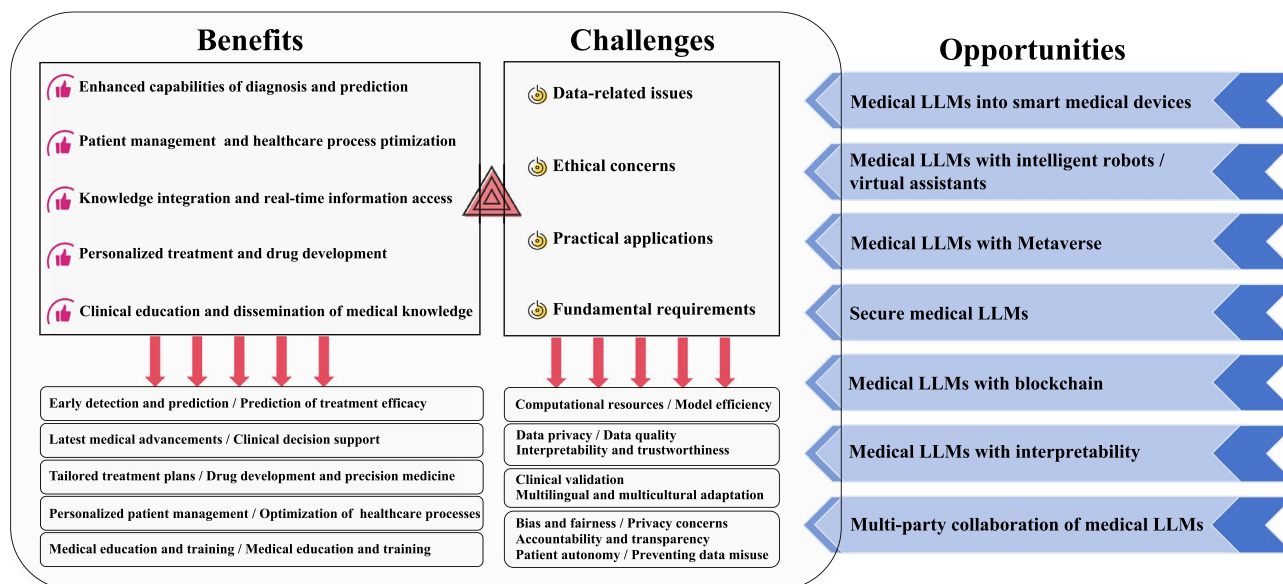 Benefits
Enhanced capabilities of diagnosis and prediction
Patient management and healthcare process ptimization
Knowledge integration and real-time information access
Personalized treatment and drug development
Clinical education and dissemination of medical knowledge
Early detection and prediction / Prediction of treatment efficacy
Latest medical advancements / Clinical decision support
Tailored treatment plans / Drug development and precision medicine
Personalized patient management / Optimization of healthcare processes
Medical education and training / Medical education and training
Challenges
Data-related issues
Ethical concerns
Practical applications
Fundamental requirements
Computational resources / Model efficiency
Data privacy / Data quality
Interpretability and trustworthiness
Clinical validation
Multilingual and multicultural adaptation
Bias and fairness / Privacy concerns
Accountability and transparency
Patient autonomy / Preventing data misuse
Opportunities
Medical LLMs into smart medical devices
Medical LLMs with intelligent robots /
virtual assistants
Medical LLMs with Metaverse
Secure medical LLMs
Medical LLMs with blockchain
Medical LLMs with interpretability
Multi-party collaboration of medical LLMs